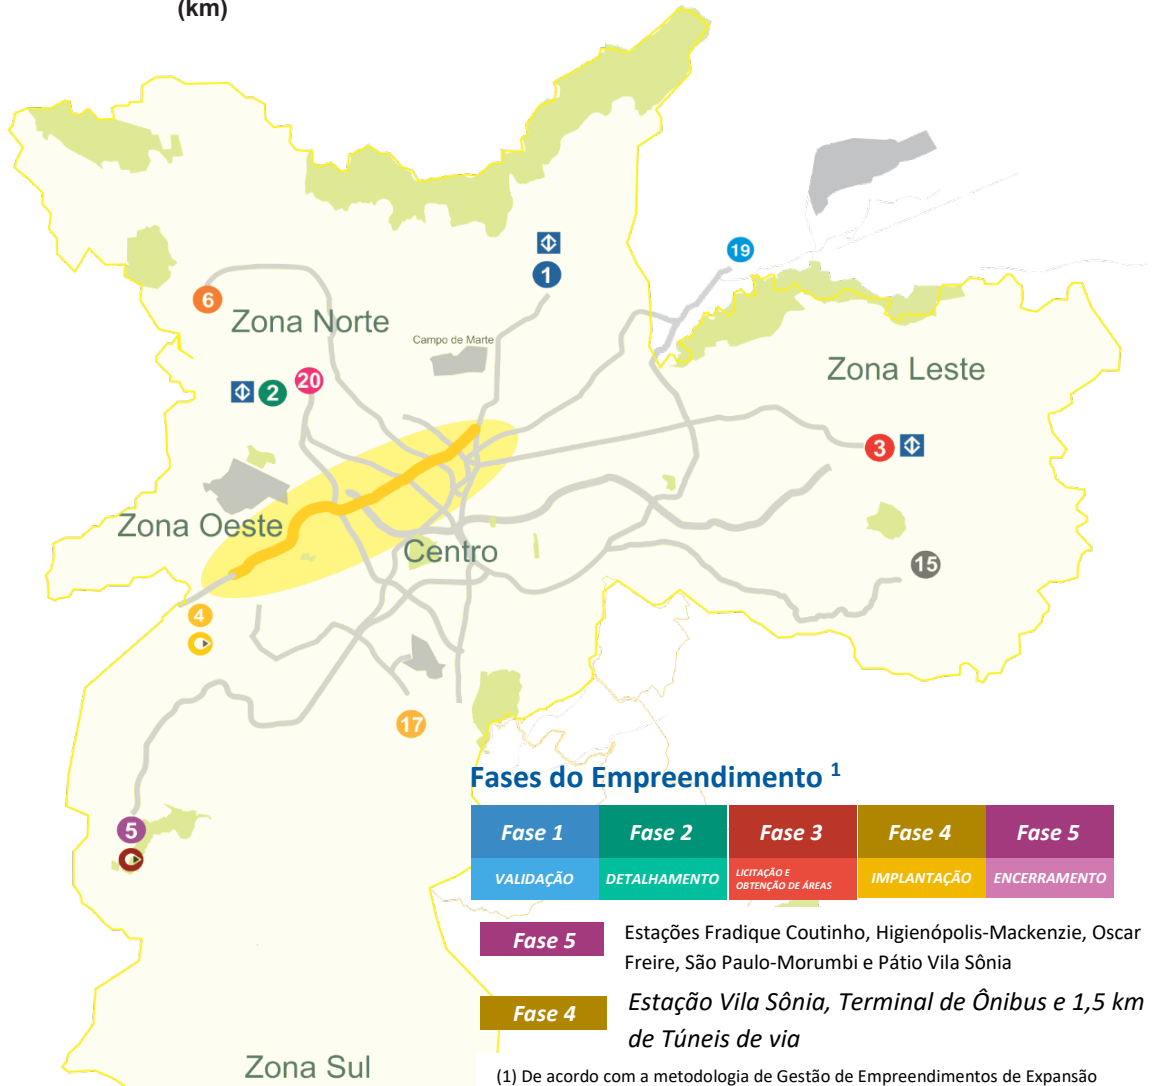 (km)
19
1
6
Zona Norte
Campo de Marte
Zona Leste
2
20
3
Zona Oeste
Centro
15
4
17
5
Fases do Empreendimento ¹
Fase 1
Fase 2
Fase 3
Fase 4
Fase 5
VALIDAÇÃO
DETALHAMENTO
LICITAÇÃO E
OBTENÇÃO DE ÁREAS
IMPLANTAÇÃO
ENCERRAMENTO
Fase 5
Estações Fradique Coutinho, Higienópolis-Mackenzie, Oscar
Freire, São Paulo-Morumbi e Pátio Vila Sônia
Fase 4
Estação Vila Sônia, Terminal de Ônibus e 1,5 km
de Túneis de via
Zona Sul
(1) De acordo com a metodologia de Gestão de Empreendimentos de Expansão